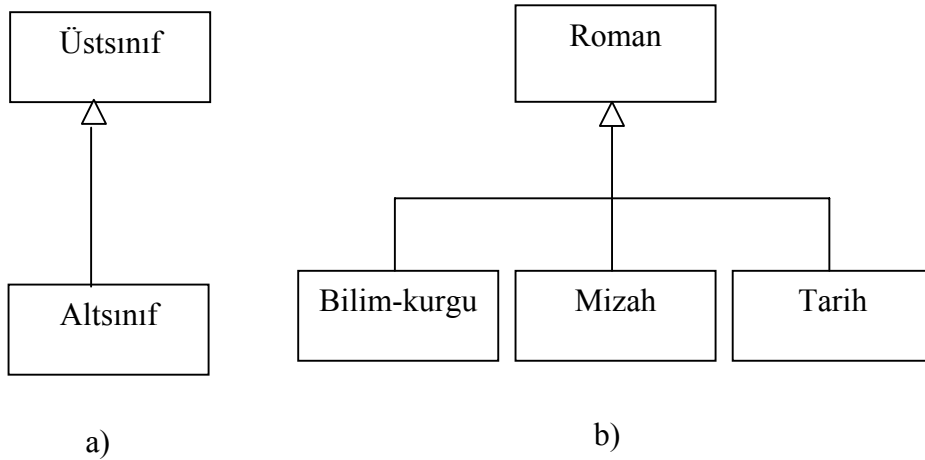 Üstsınıf
Altsınıf
a)
Roman
Bilim-kurgu
Mizah
Tarih
b)